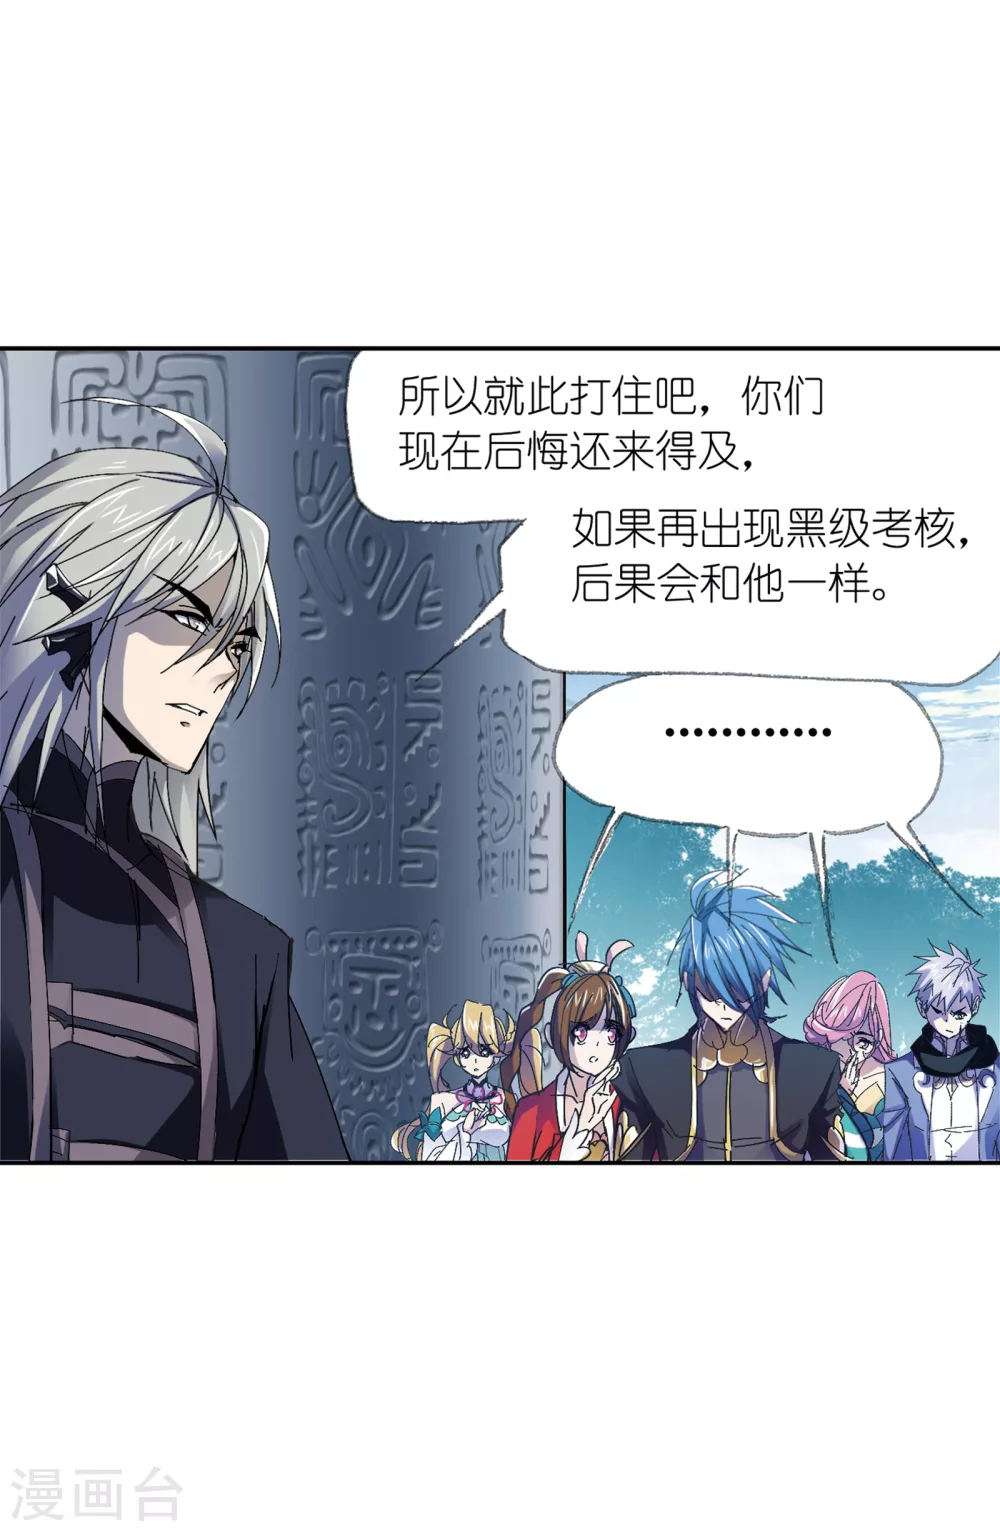 所以就此打住吧，你们
现在后悔还来得及，
如果再出现黑级考核，
后果会和他一样。
…………
漫画台